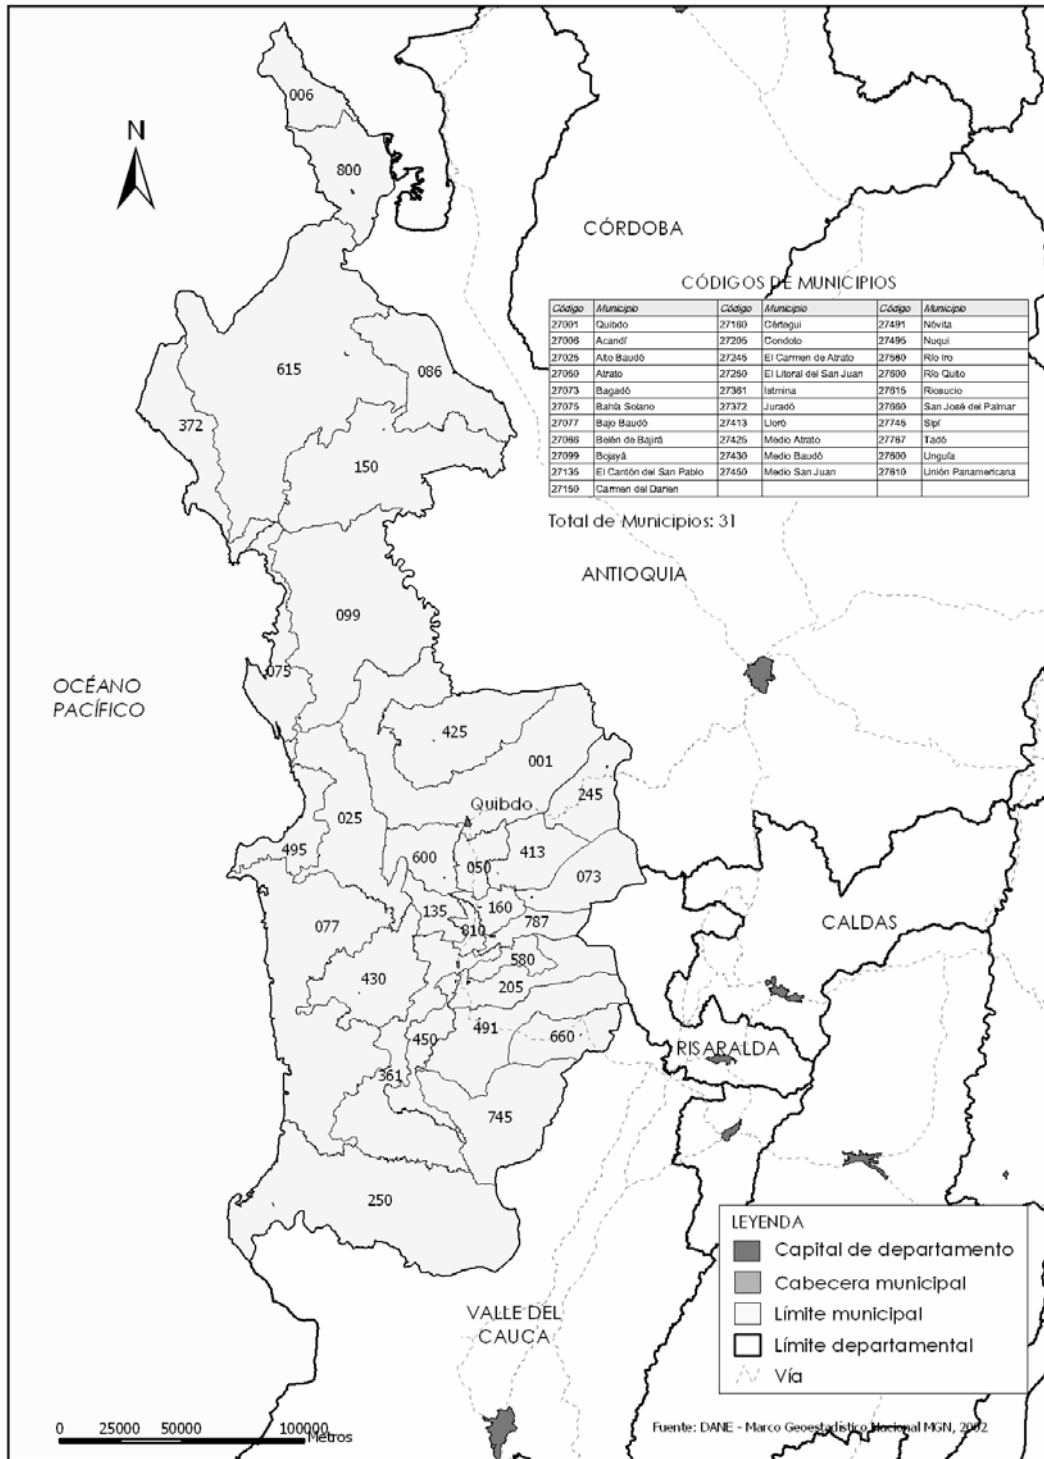 N
006
800
CÓRDOBA
CÓDIGOS DE MUNICIPIOS
Código Municipio Código Municipio Código Municipio
27001 Quibdo 27160 Cértegui 27491 Nóvita
27006 Acandí 27205 Condoto 27495 Nuqui
27025 Alto Baudó 27245 El Carmen de Atrato 27580 Río Iro
27050 Atrato 27250 El Litoral del San Juan 27600 Río Quito
27073 Bagadó 27361 Istmina 27615 Riosucio
27075 Bahía Solano 27372 Juradó 27660 San José del Palmar
27077 Bajo Baudó 27413 Lloró 27745 Sipí
27086 Belén de Bajirá 27425 Medio Atrato 27787 Tadó
27099 Bojayá 27430 Medio Baudó 27800 Unguía
27135 El Cantón del San Pablo 27450 Medio San Juan 27810 Unión Panamericana
27150 Carmen del Darien
Total de Municipios: 31
615
086
372
150
ANTIOQUIA
099
075
OCÉANO
PACÍFICO
425
001
245
Quibdo
025
495
600
050
413
073
135
160
077
810
787
CALDAS
580
430
205
491
450
660
RISARALDA
361
745
250
VALLE DEL
CAUCA
LEYENDA
Capital de departamento
Cabecera municipal
Límite municipal
Límite departamental
Vía
0 25000 50000 100000
Metros
Fuente: DANE - Marco Geoestadístico Nacional MGN, 2002